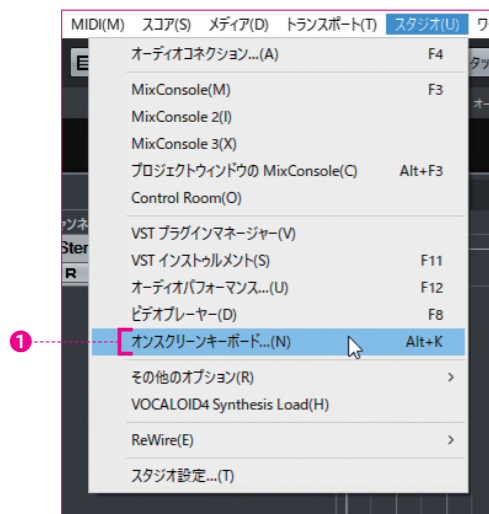 MIDI(M) スコア(S) メディア(D) トランスポート(T) スタジオ(U)
オーディオコネクション...(A) F4
MixConsole(M) F3
MixConsole 2(I)
MixConsole 3(X)
プロジェクトウィンドウの MixConsole(C) Alt+F3
Control Room(O)
VST プラグインマネージャー(V)
VST インストゥルメント(S) F11
オーディオパフォーマンス...(U) F12
ビデオプレーヤー(D) F8
❶ オンスクリーンキーボード...(N) Alt+K
その他のオプション(R) >
VOCALOID4 Synthesis Load(H)
ReWire(E) >
スタジオ設定...(T)
Ster
R